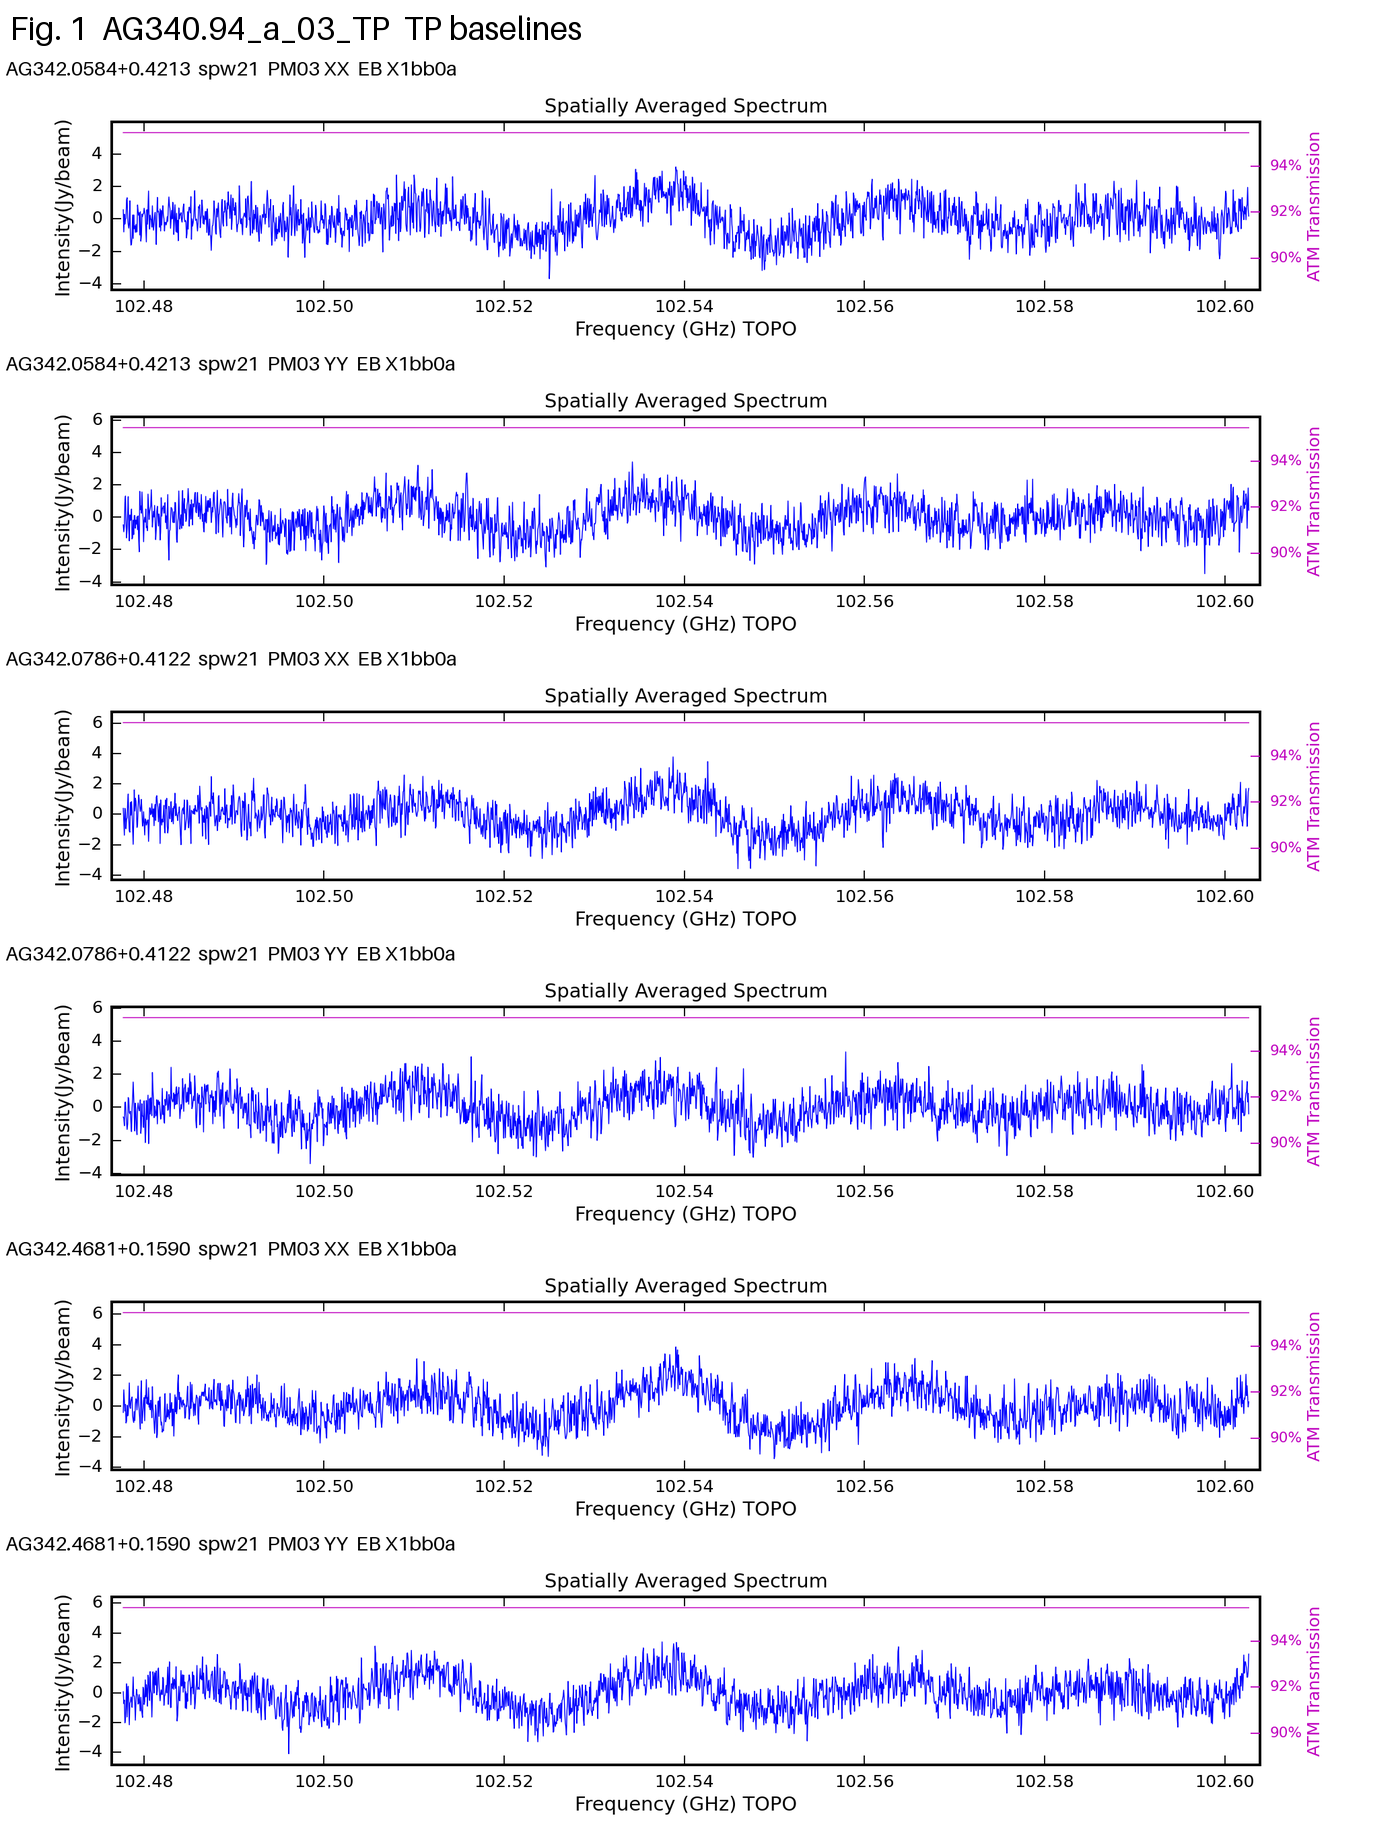 Fig. 1  AG340.94_a_03_TP  TP baselines
AG342.0584+0.4213 spw21 PM03 XX EB X1bb0a
Spatially Averaged Spectrum
Intensity(Jy/beam)
4
2
0
−2
−4
94%
92%
90%
ATM Transmission
102.48 102.50 102.52 102.54 102.56 102.58 102.60
Frequency (GHz) TOPO
AG342.0584+0.4213 spw21 PM03 YY EB X1bb0a
Spatially Averaged Spectrum
Intensity(Jy/beam)
6
4
2
0
−2
−4
94%
92%
90%
ATM Transmission
102.48 102.50 102.52 102.54 102.56 102.58 102.60
Frequency (GHz) TOPO
AG342.0786+0.4122 spw21 PM03 XX EB X1bb0a
Spatially Averaged Spectrum
Intensity(Jy/beam)
6
4
2
0
−2
−4
94%
92%
90%
ATM Transmission
102.48 102.50 102.52 102.54 102.56 102.58 102.60
Frequency (GHz) TOPO
AG342.0786+0.4122 spw21 PM03 YY EB X1bb0a
Spatially Averaged Spectrum
Intensity(Jy/beam)
6
4
2
0
−2
−4
94%
92%
90%
ATM Transmission
102.48 102.50 102.52 102.54 102.56 102.58 102.60
Frequency (GHz) TOPO
AG342.4681+0.1590 spw21 PM03 XX EB X1bb0a
Spatially Averaged Spectrum
Intensity(Jy/beam)
6
4
2
0
−2
−4
94%
92%
90%
ATM Transmission
102.48 102.50 102.52 102.54 102.56 102.58 102.60
Frequency (GHz) TOPO
AG342.4681+0.1590 spw21 PM03 YY EB X1bb0a
Spatially Averaged Spectrum
Intensity(Jy/beam)
6
4
2
0
−2
−4
94%
92%
90%
ATM Transmission
102.48 102.50 102.52 102.54 102.56 102.58 102.60
Frequency (GHz) TOPO